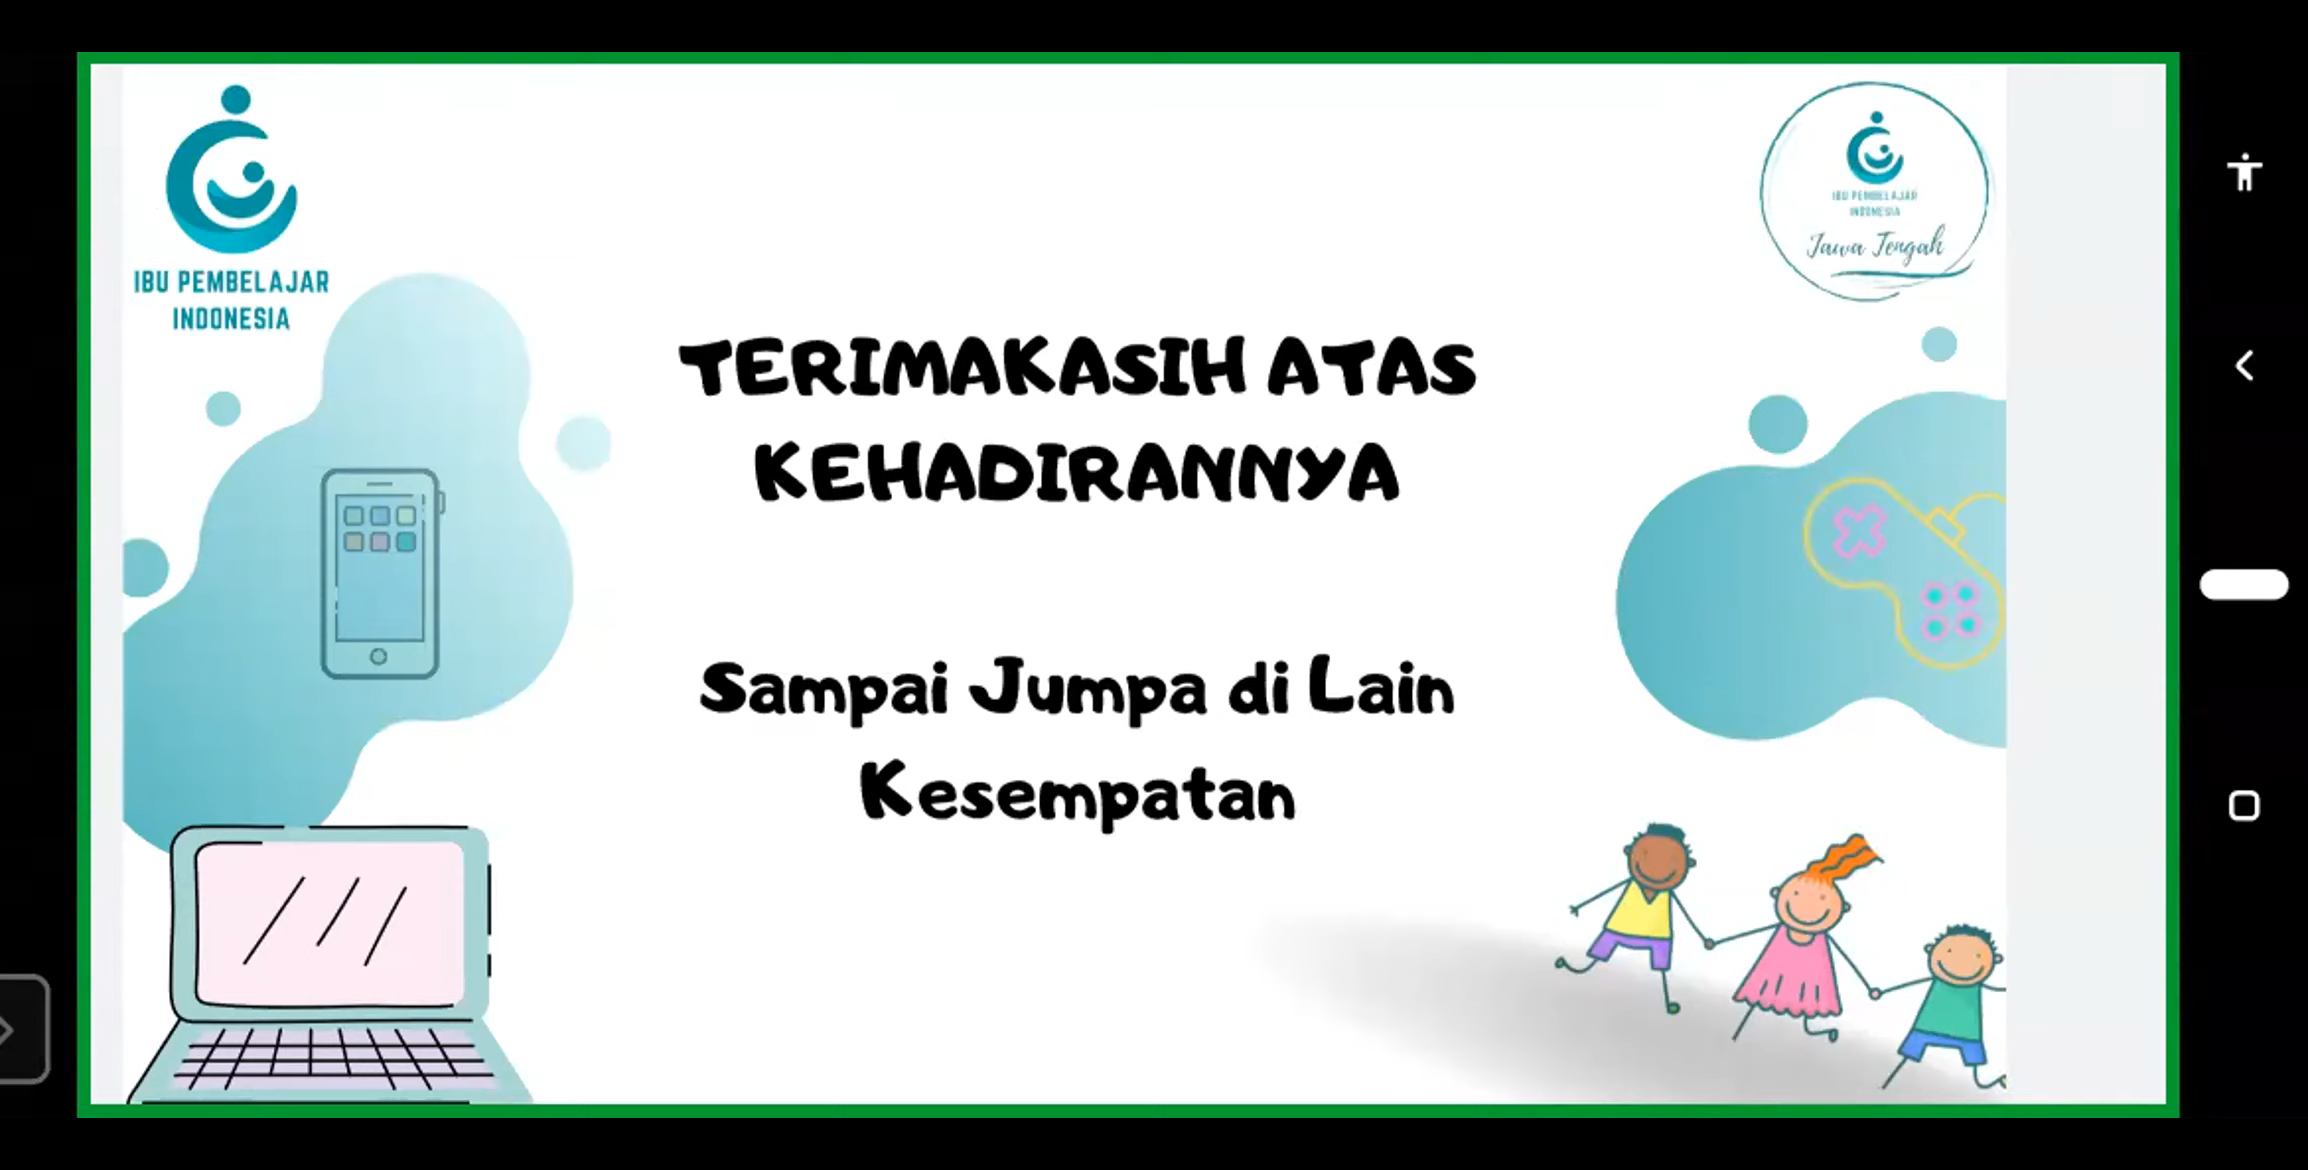 IBU PEMBELAJAR
INDONESIA
IBU PEMBELAJAR
INDONESIA
Jawa Tengah
TERIMAKASIH ATAS
KEHADIRANNYA
Sampai Jumpa di Lain
Kesempatan